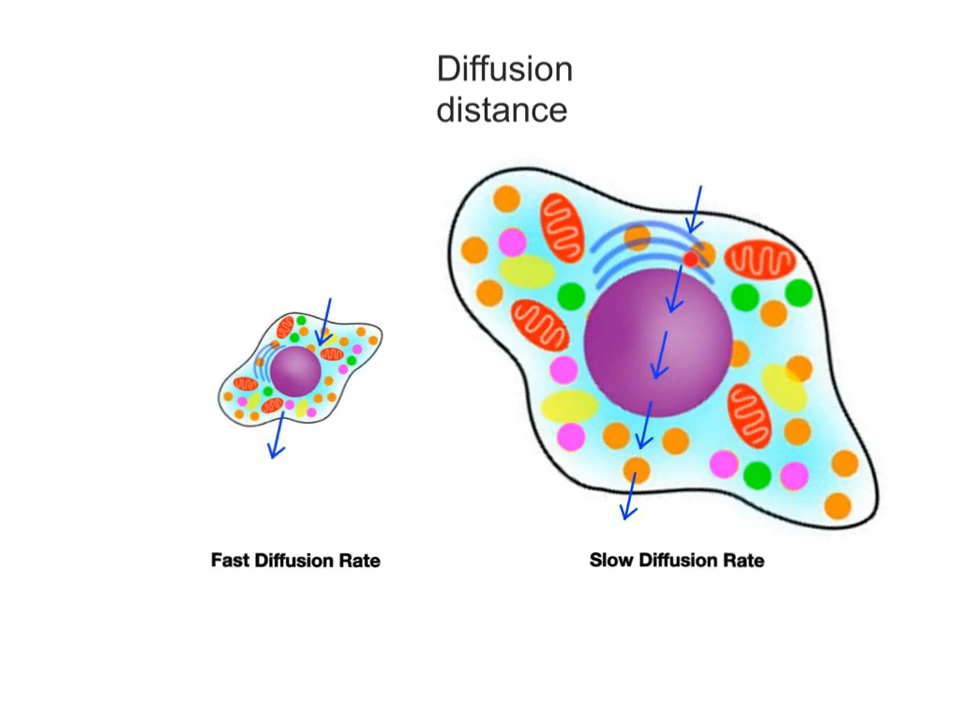 Diffusion
distance
Fast Diffusion Rate
Slow Diffusion Rate